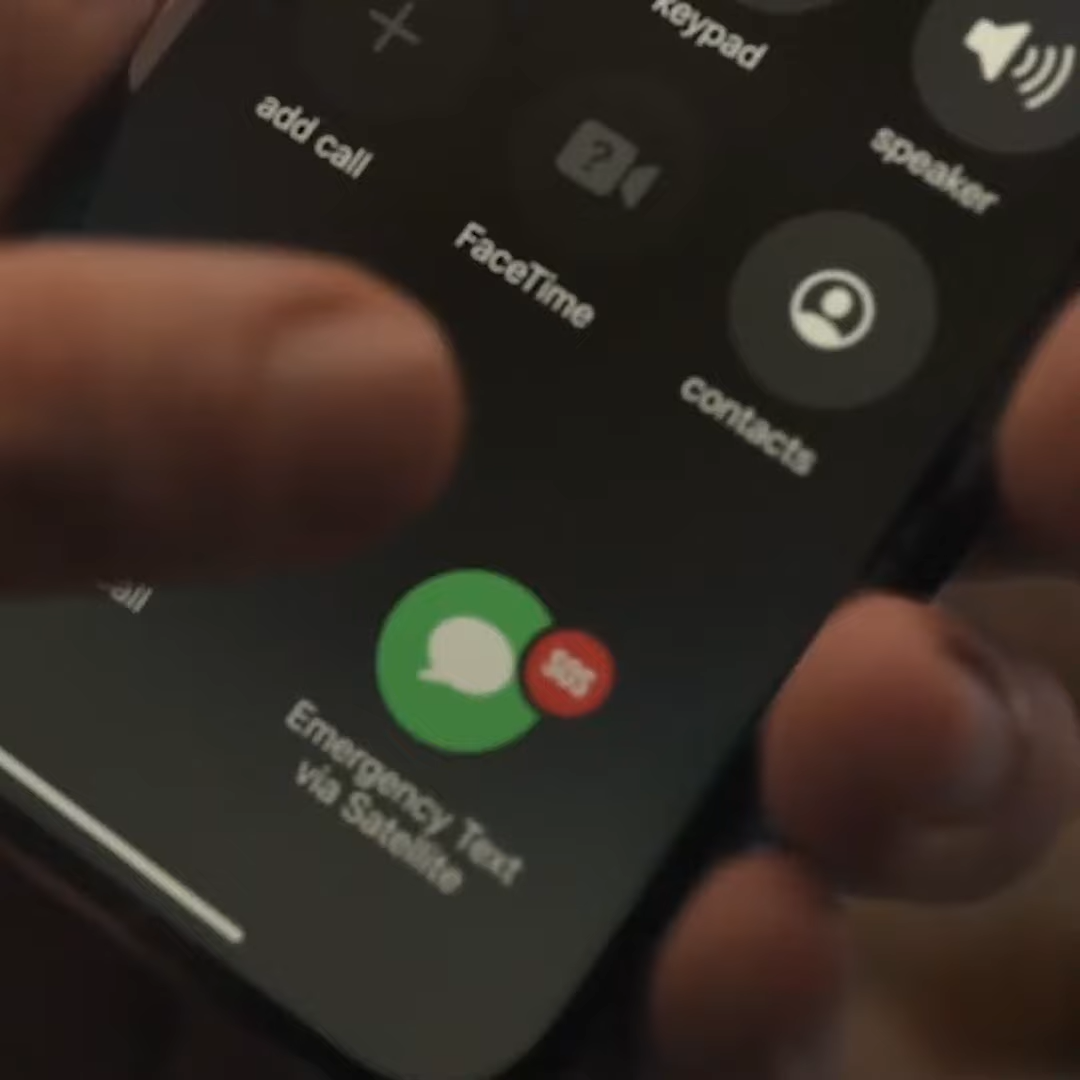 keypad
speaker
add call
FaceTime
contacts
SOS
Emergency Text
via Satellite